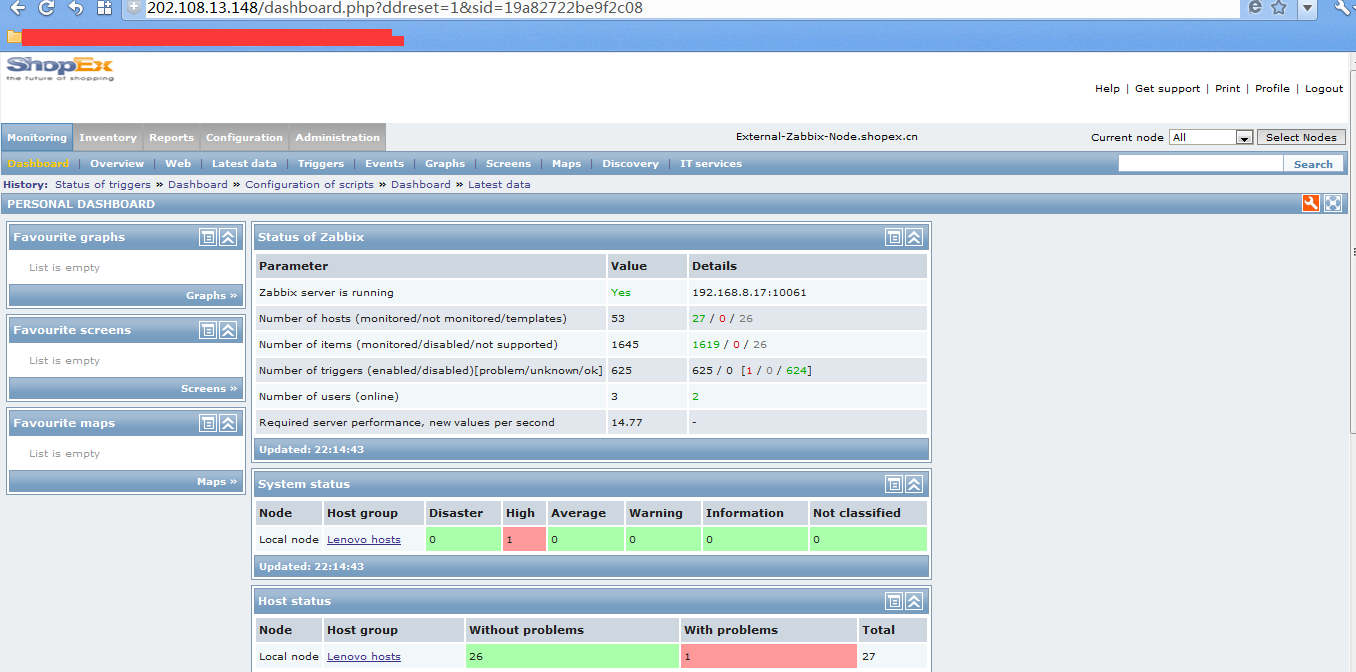 202.108.13.148/dashboard.php?ddreset=1&sid=19a82722be9f2c08
ShopEx
the future of shopping
Help | Get support | Print | Profile | Logout
Monitoring Inventory Reports Configuration Administration External-Zabbix-Node.shopex.cn Current node All Select Nodes
Dashboard | Overview | Web | Latest data | Triggers | Events | Graphs | Screens | Maps | Discovery | IT services Search
History: Status of triggers » Dashboard » Configuration of scripts » Dashboard » Latest data
PERSONAL DASHBOARD
Favourite graphs
List is empty
Graphs »
Favourite screens
List is empty
Screens »
Favourite maps
List is empty
Maps »
Status of Zabbix
Parameter Value Details
Zabbix server is running Yes 192.168.8.17:10061
Number of hosts (monitored/not monitored/templates) 53 27 / 0 / 26
Number of items (monitored/disabled/not supported) 1645 1619 / 0 / 26
Number of triggers (enabled/disabled)[problem/unknown/ok] 625 625 / 0 [1 / 0 / 624]
Number of users (online) 3 2
Required server performance, new values per second 14.77 -
Updated: 22:14:43
System status
Node Host group Disaster High Average Warning Information Not classified
Local node Lenovo hosts 0 1 0 0 0 0
Updated: 22:14:43
Host status
Node Host group Without problems With problems Total
Local node Lenovo hosts 26 1 27